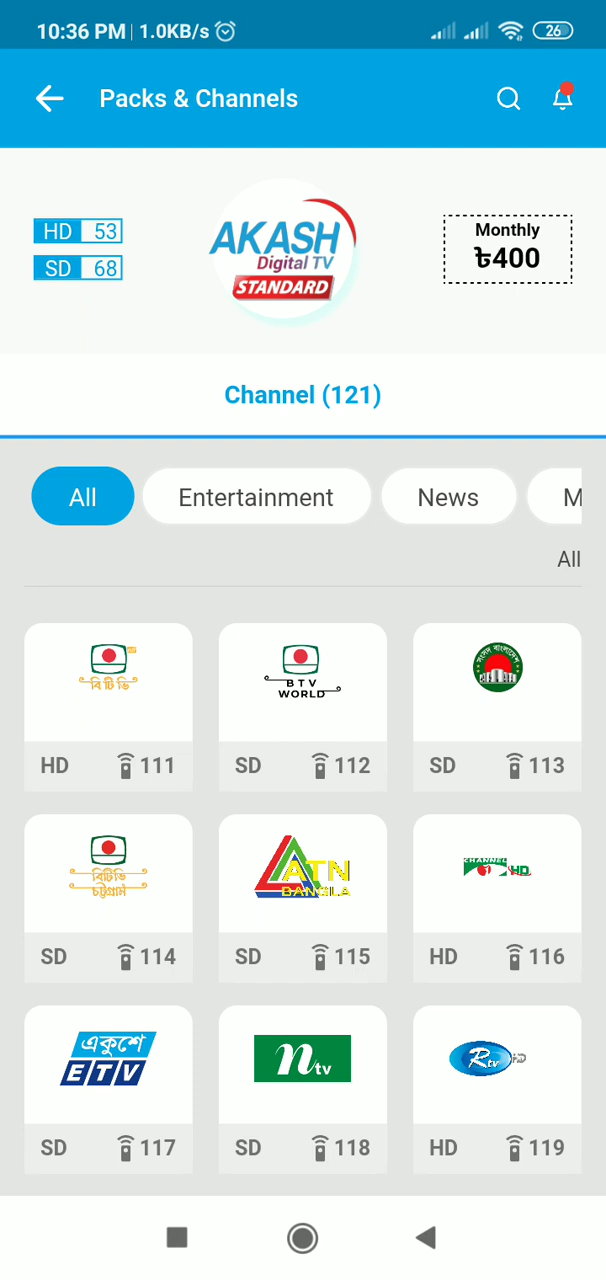 10:36 PM | 1.0KB/s
26
Packs & Channels
HD 53
SD 68
AKASH
Digital TV
STANDARD
Monthly
৳400
Channel (121)
All
Entertainment
News
M
All
বি টি ভি
HD 111
B T V
WORLD
SD 112
সংসদ বাংলাদেশ
SD 113
বিটিভি
চট্টগ্রাম
SD 114
ATN
BANGLA
SD 115
CHANNEL
HD
HD 116
একুশে
ETV
SD 117
ntv
SD 118
Rtv HD
HD 119